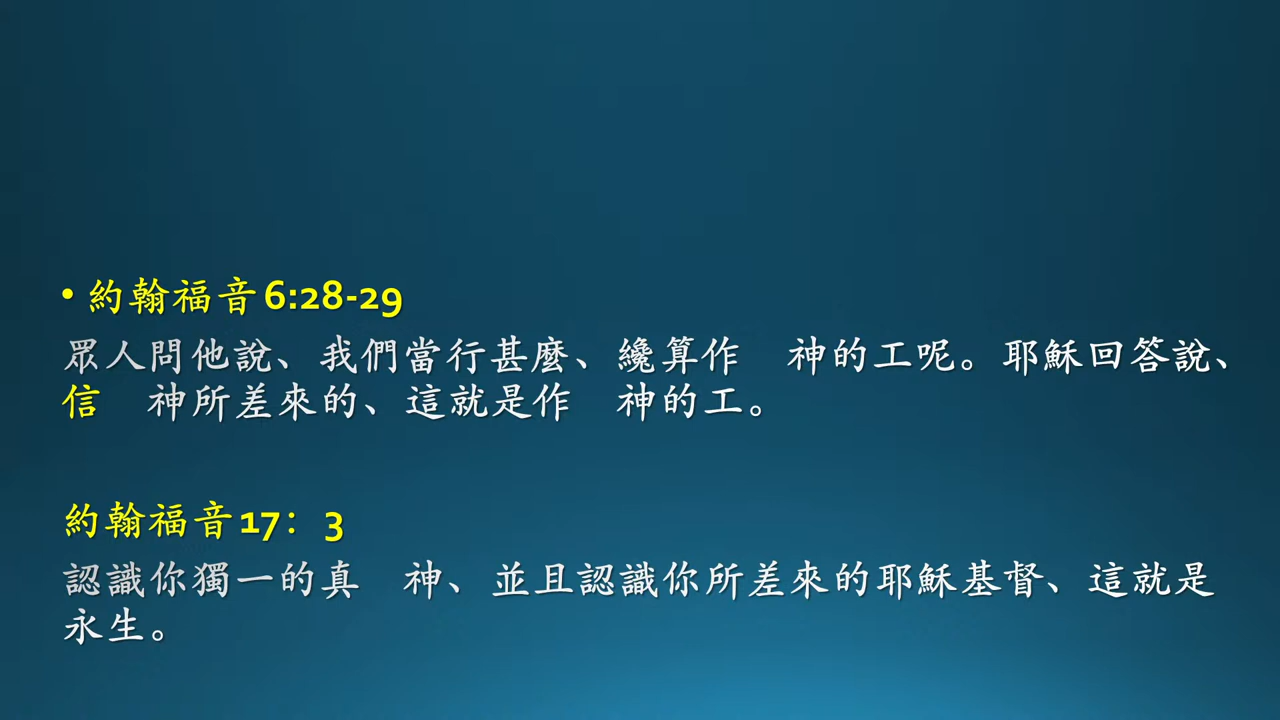 • 約翰福音6:28-29
眾人問他說、我們當行甚麼、纔算作　神的工呢。耶穌回答說、
信　神所差來的、這就是作　神的工。
約翰福音17：3
認識你獨一的真　神、並且認識你所差來的耶穌基督、這就是
永生。